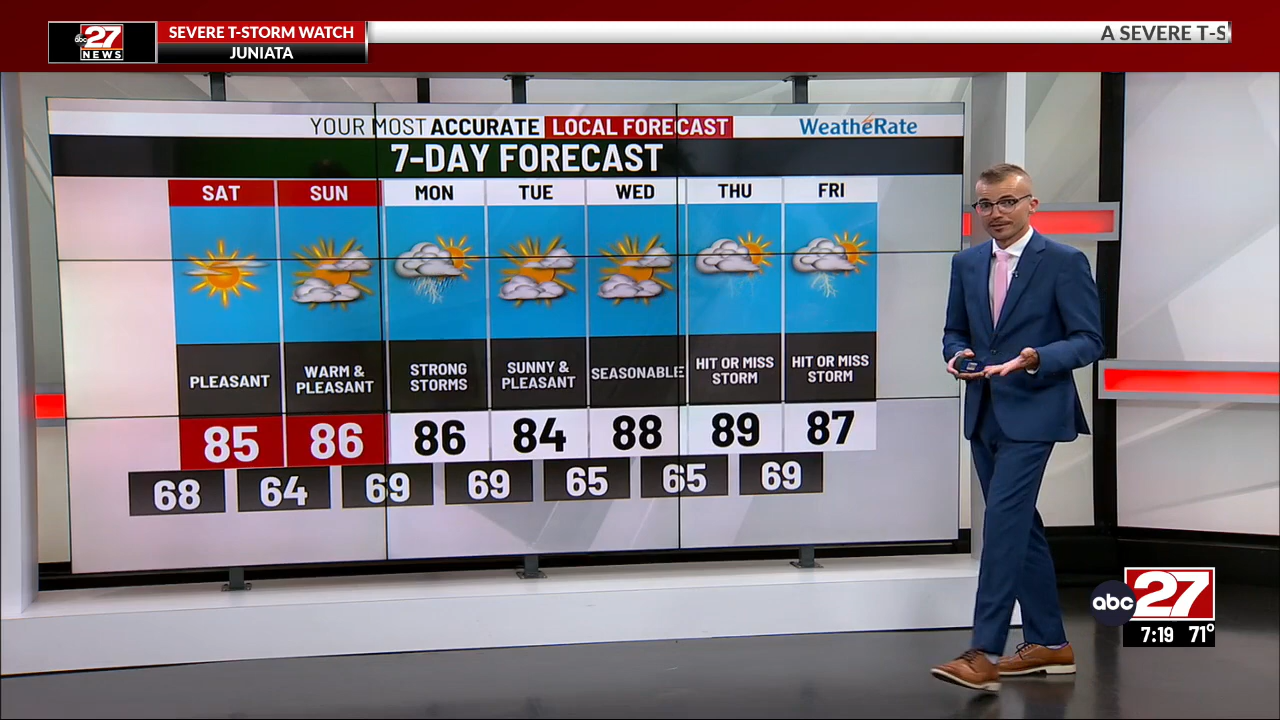 abc 27
NEWS
SEVERE T-STORM WATCH
JUNIATA
A SEVERE T-S
YOUR MOST ACCURATE LOCAL FORECAST
WeatheRate
7-DAY FORECAST
SAT SUN MON TUE WED THU FRI
PLEASANT
WARM &
PLEASANT
STRONG
STORMS
SUNNY &
PLEASANT
SEASONABLE
HIT OR MISS
STORM
HIT OR MISS
STORM
85 86 86 84 88 89 87
68 64 69 69 65 65 69
abc 27
7:19 71°